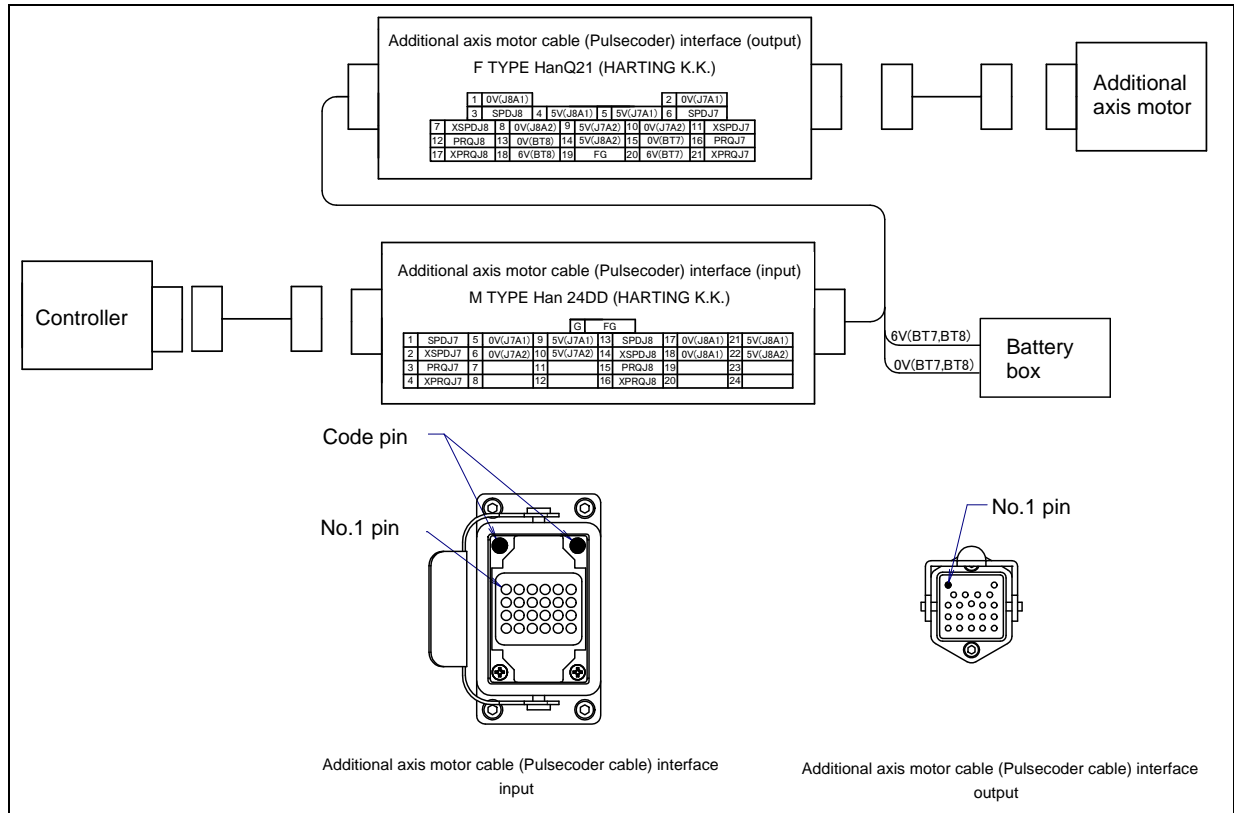 Additional axis motor cable (Pulsecoder) interface (output)
F TYPE HanQ21 (HARTING K.K.)
1 0V(J8A1) 2 0V(J7A1)
3 SPDJ8 4 5V(J8A1) 5 5V(J7A1) 6 SPDJ7
7 XSPDJ8 8 0V(J8A2) 9 5V(J7A2) 10 0V(J7A2) 11 XSPDJ7
12 PRQJ8 13 0V(BT8) 14 5V(J8A2) 15 0V(BT7) 16 PRQJ7
17 XPRQJ8 18 6V(BT8) 19 FG 20 6V(BT7) 21 XPRQJ7
Additional
axis motor
Controller
Additional axis motor cable (Pulsecoder) interface (input)
M TYPE Han 24DD (HARTING K.K.)
G FG
1 SPDJ7 5 0V(J7A1) 9 5V(J7A1) 13 SPDJ8 17 0V(J8A1) 21 5V(J8A1)
2 XSPDJ7 6 0V(J7A2) 10 5V(J7A2) 14 XSPDJ8 18 0V(J8A1) 22 5V(J8A2)
3 PRQJ7 7 11 15 PRQJ8 19 23
4 XPRQJ7 8 12 16 XPRQJ8 20 24
6V(BT7,BT8)
0V(BT7,BT8)
Battery
box
Code pin
No.1 pin
No.1 pin
Additional axis motor cable (Pulsecoder cable) interface
input
Additional axis motor cable (Pulsecoder cable) interface
output